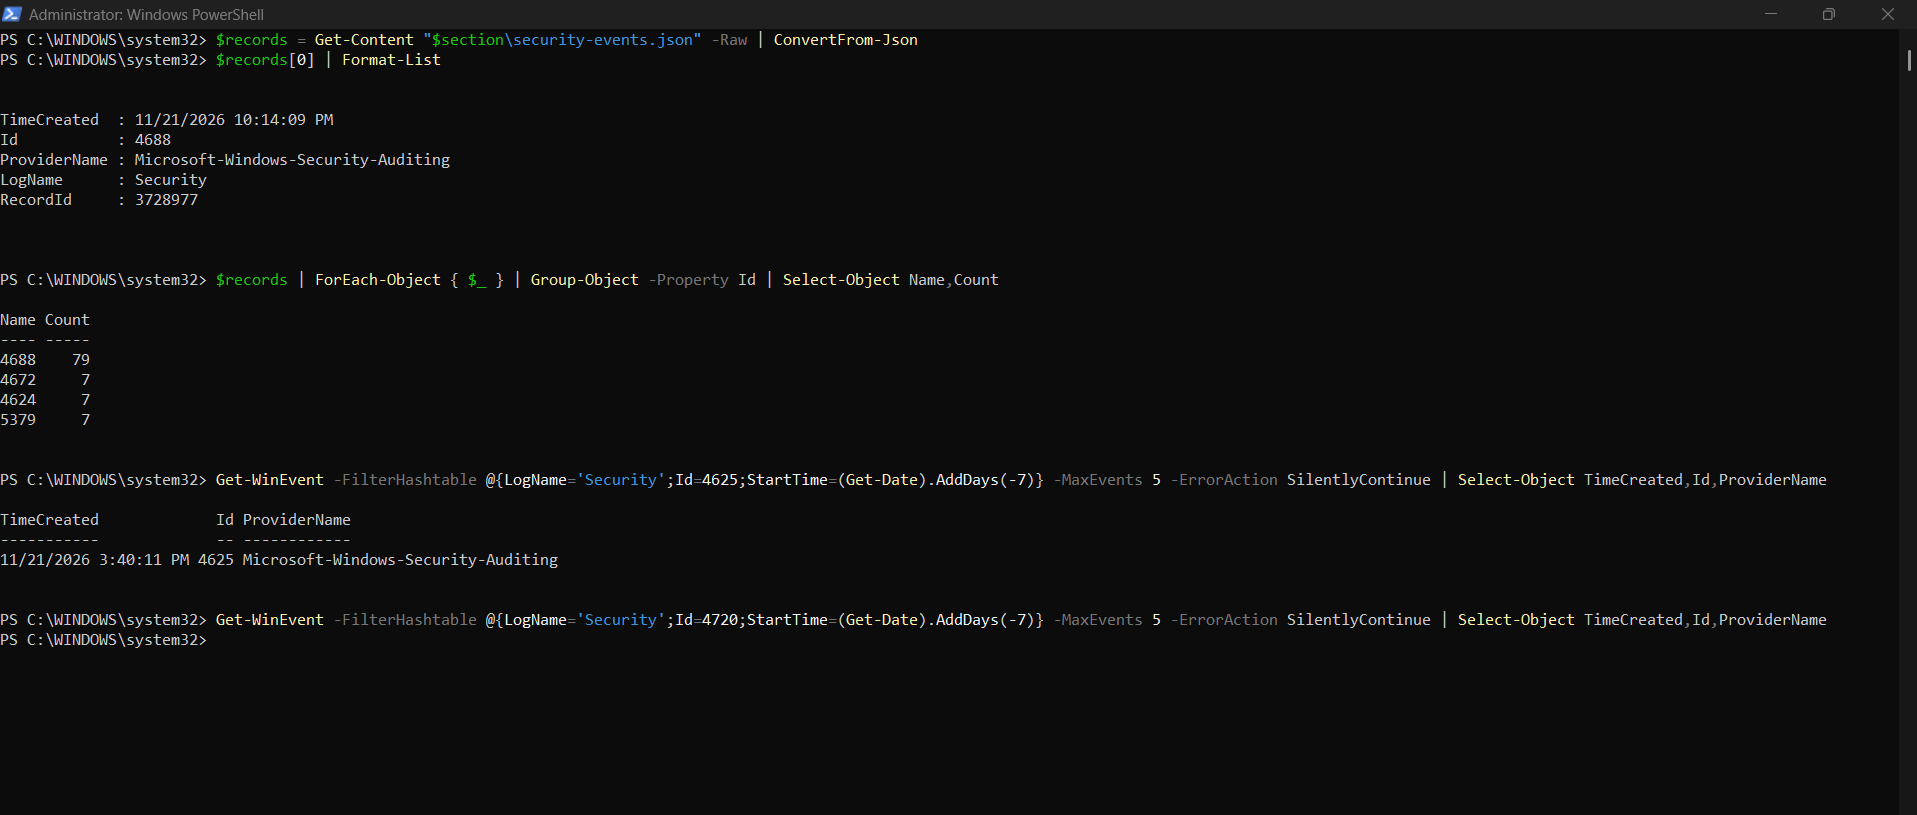 Administrator: Windows PowerShell
PS C:\WINDOWS\system32> $records = Get-Content "$section\security-events.json" -Raw | ConvertFrom-Json
PS C:\WINDOWS\system32> $records[0] | Format-List
TimeCreated  : 11/21/2026 10:14:09 PM
Id           : 4688
ProviderName : Microsoft-Windows-Security-Auditing
LogName      : Security
RecordId     : 3728977
PS C:\WINDOWS\system32> $records | ForEach-Object { $_ } | Group-Object -Property Id | Select-Object Name,Count
Name Count
---- -----
4688    79
4672     7
4624     7
5379     7
PS C:\WINDOWS\system32> Get-WinEvent -FilterHashtable @{LogName='Security';Id=4625;StartTime=(Get-Date).AddDays(-7)} -MaxEvents 5 -ErrorAction SilentlyContinue | Select-Object TimeCreated,Id,ProviderName
TimeCreated             Id ProviderName
-----------             -- ------------
11/21/2026 3:40:11 PM 4625 Microsoft-Windows-Security-Auditing
PS C:\WINDOWS\system32> Get-WinEvent -FilterHashtable @{LogName='Security';Id=4720;StartTime=(Get-Date).AddDays(-7)} -MaxEvents 5 -ErrorAction SilentlyContinue | Select-Object TimeCreated,Id,ProviderName
PS C:\WINDOWS\system32>